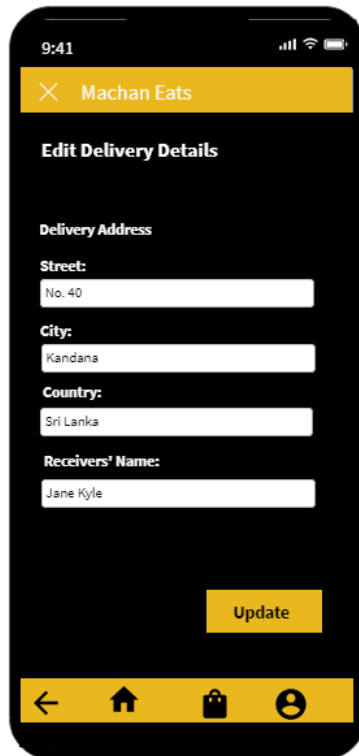 9:41
Machan Eats
Edit Delivery Details
Delivery Address
Street:
No. 40
City:
Kandana
Country:
Sri Lanka
Receivers' Name:
Jane Kyle
Update